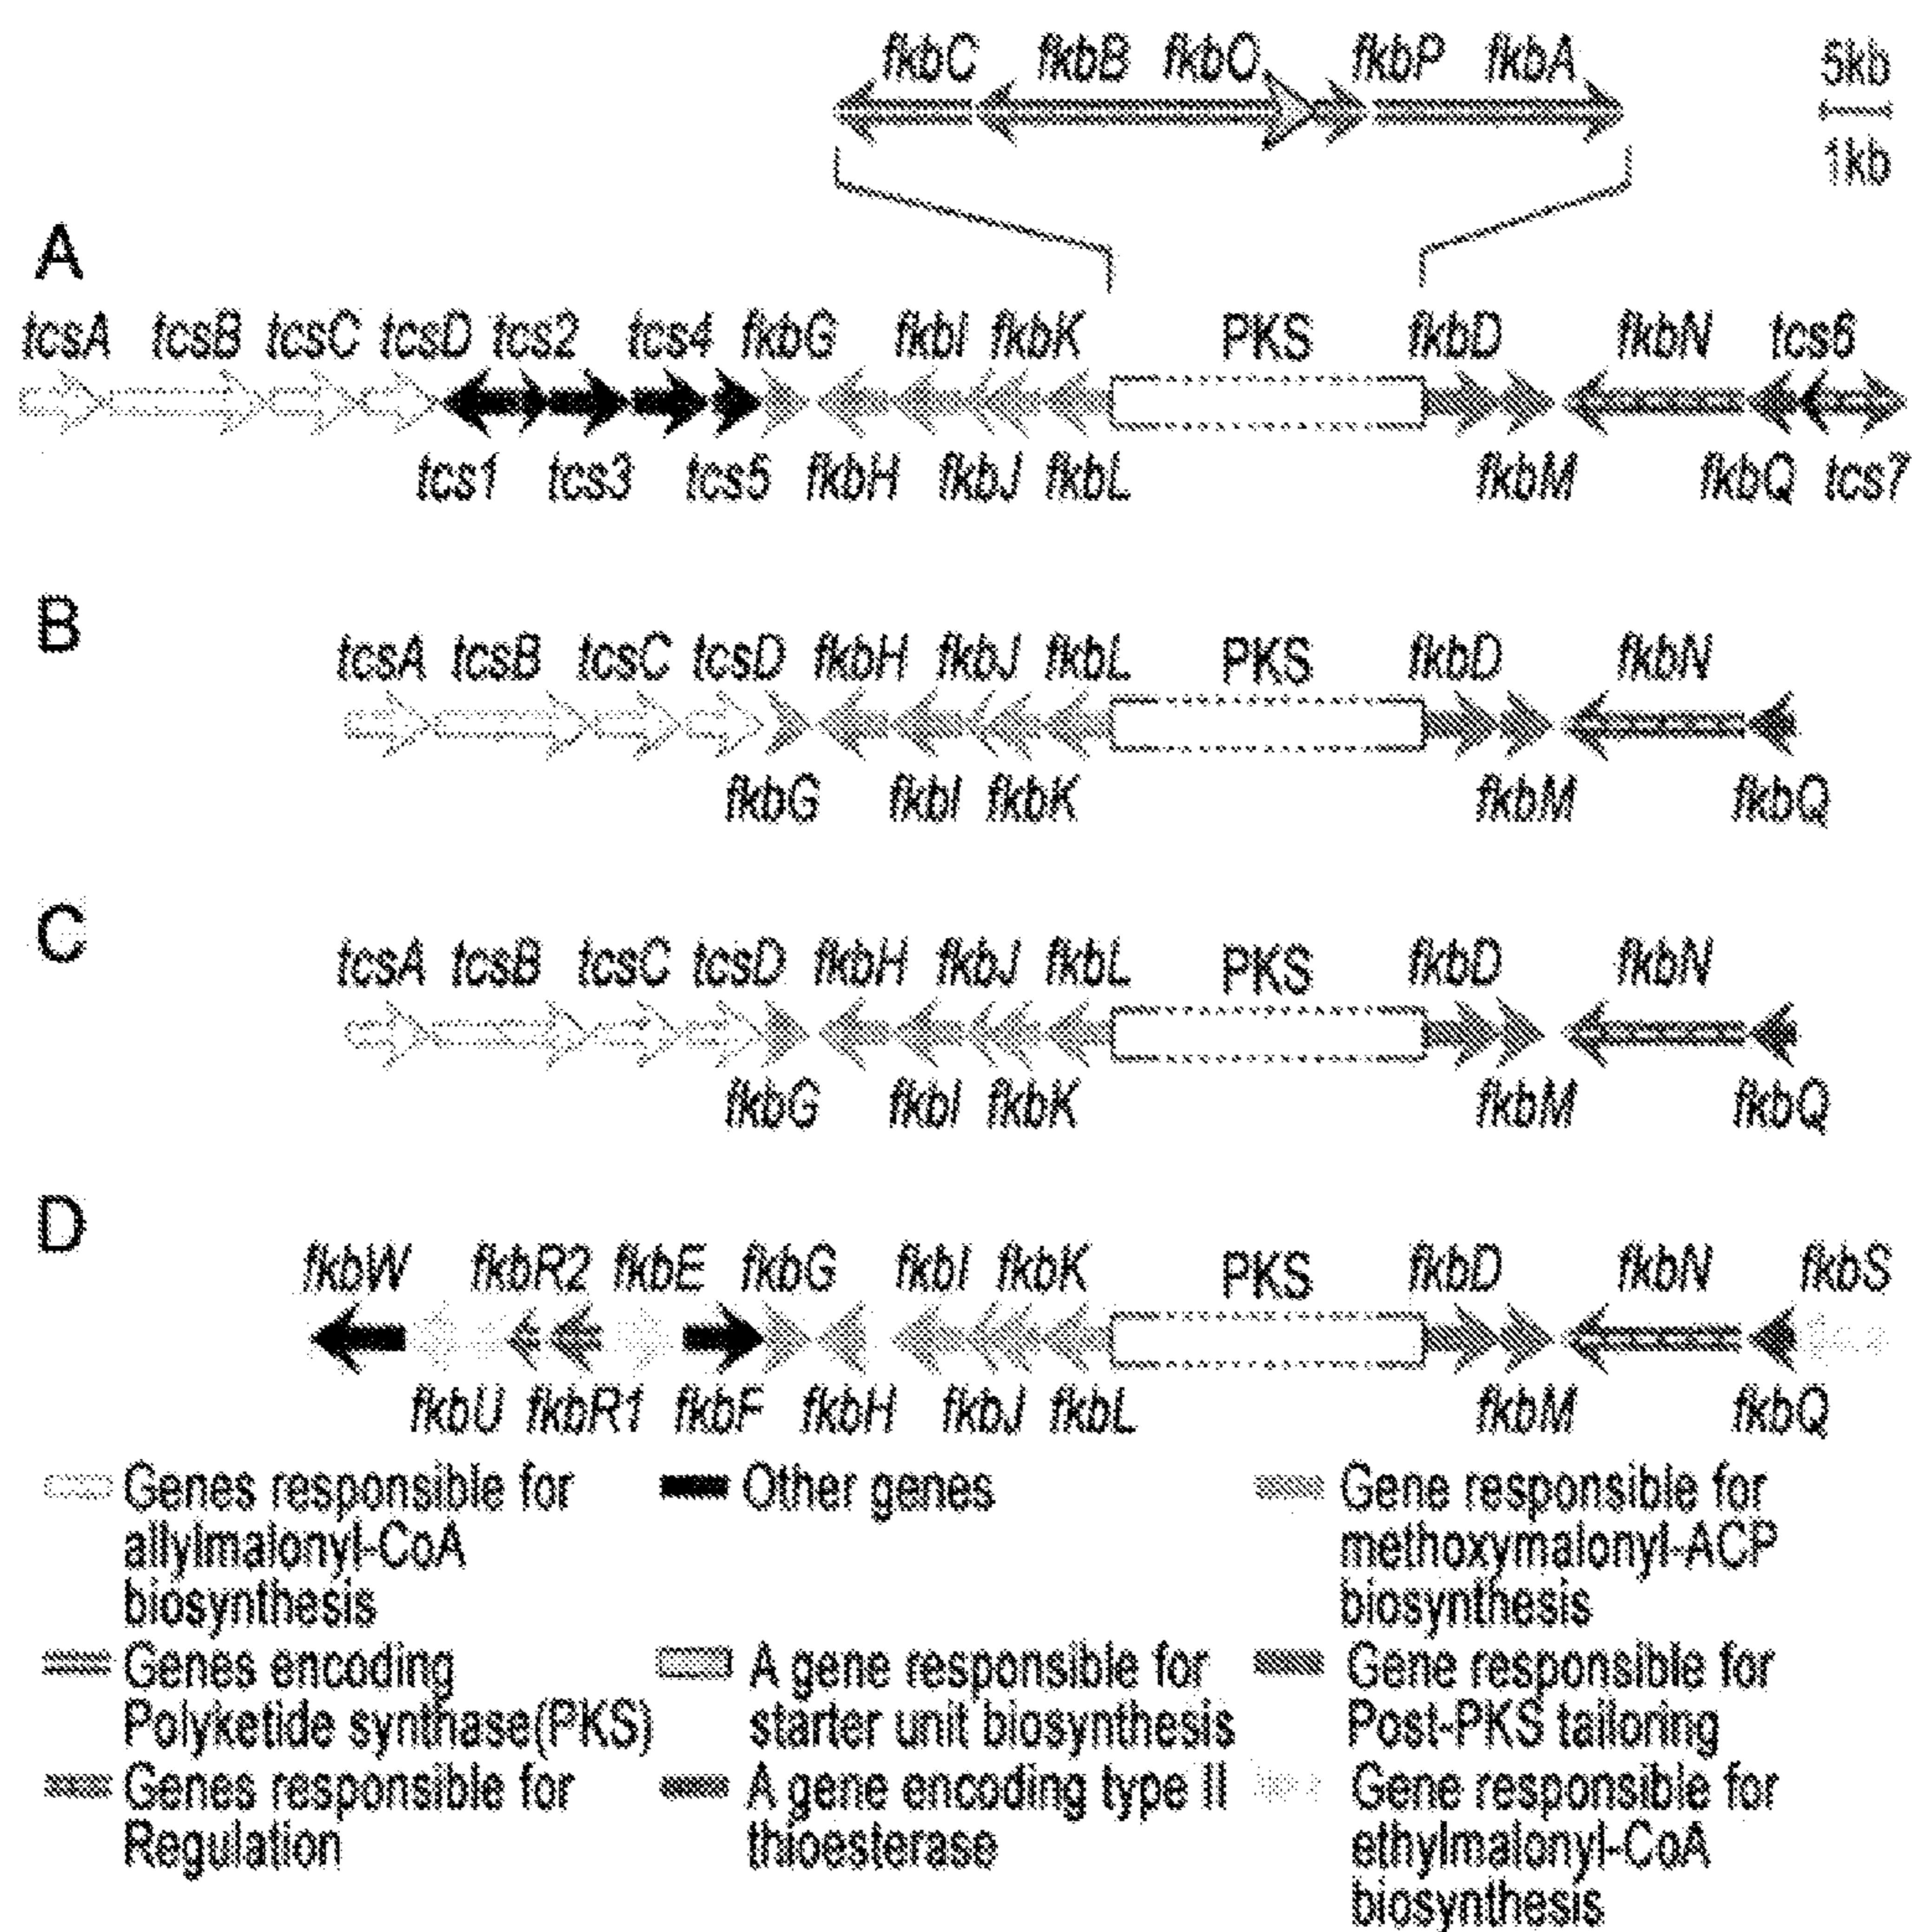 fkbC fkbB fkbO fkbP fkbA 5kb
1kb
A
tcsA tcsB tcsC tcsD tcs2 tcs4 fkbG fkbI fkbK PKS fkbD fkbN tcs6
tcs1 tcs3 tcs5 fkbH fkbJ fkbL fkbM fkbQ tcs7
B
tcsA tcsB tcsC tcsD fkbH fkbJ fkbL PKS fkbD fkbN
fkbG fkbI fkbK fkbM fkbQ
C
tcsA tcsB tcsC tcsD fkbH fkbJ fkbL PKS fkbD fkbN
fkbG fkbI fkbK fkbM fkbQ
D
fkbW fkbR2 fkbE fkbG fkbI fkbK PKS fkbD fkbN fkbS
fkbU fkbR1 fkbF fkbH fkbJ fkbL fkbM fkbQ
Genes responsible for
allylmalonyl-CoA
biosynthesis
Other genes
Gene responsible for
methoxymalonyl-ACP
biosynthesis
Genes encoding
Polyketide synthase(PKS)
A gene responsible for
starter unit biosynthesis
Gene responsible for
Post-PKS tailoring
Genes responsible for
Regulation
A gene encoding type II
thioesterase
Gene responsible for
ethylmalonyl-CoA
biosynthesis